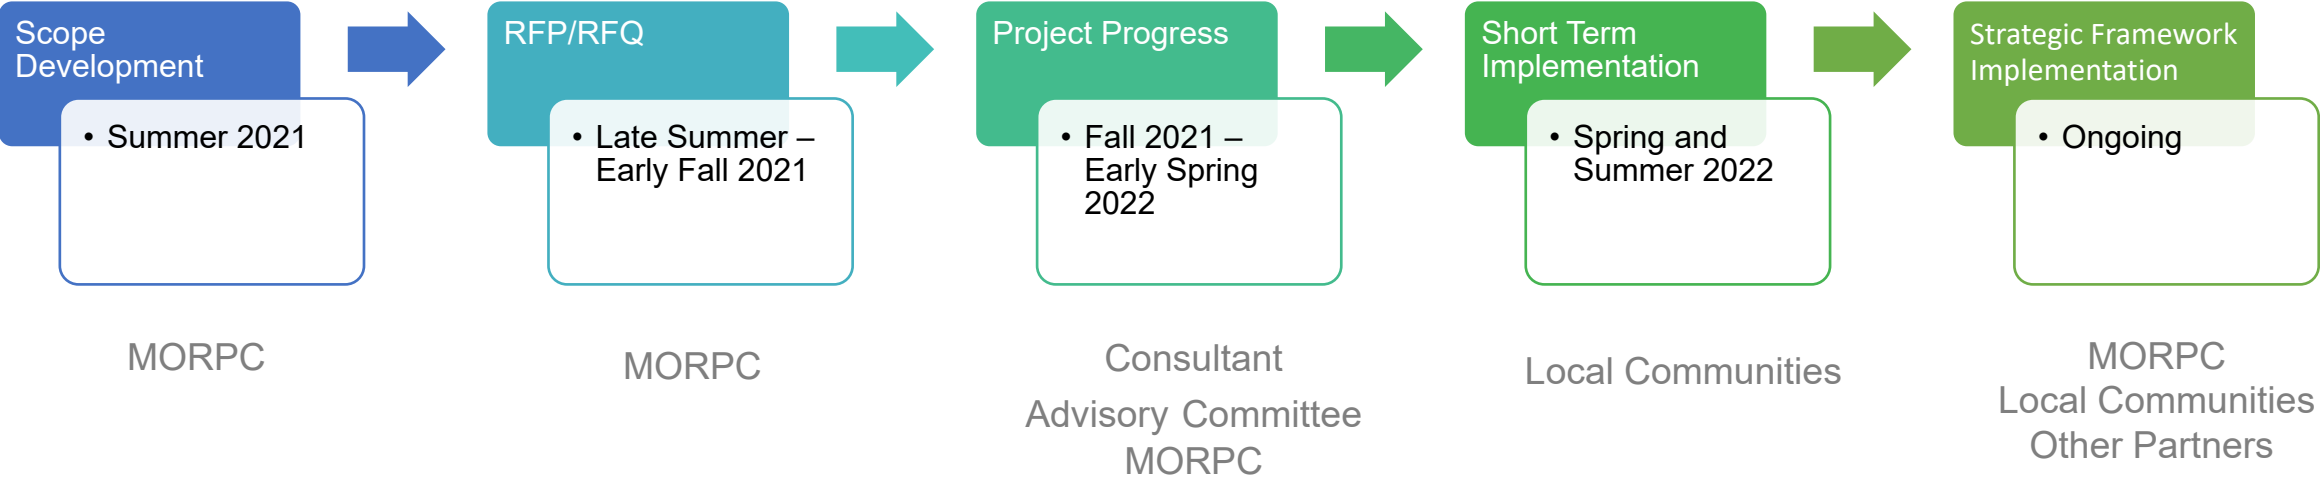 Scope
Development
• Summer 2021
MORPC
RFP/RFQ
• Late Summer –
Early Fall 2021
MORPC
Project Progress
• Fall 2021 –
Early Spring
2022
Consultant
Advisory Committee
MORPC
Short Term
Implementation
• Spring and
Summer 2022
Local Communities
Strategic Framework
Implementation
• Ongoing
MORPC
Local Communities
Other Partners